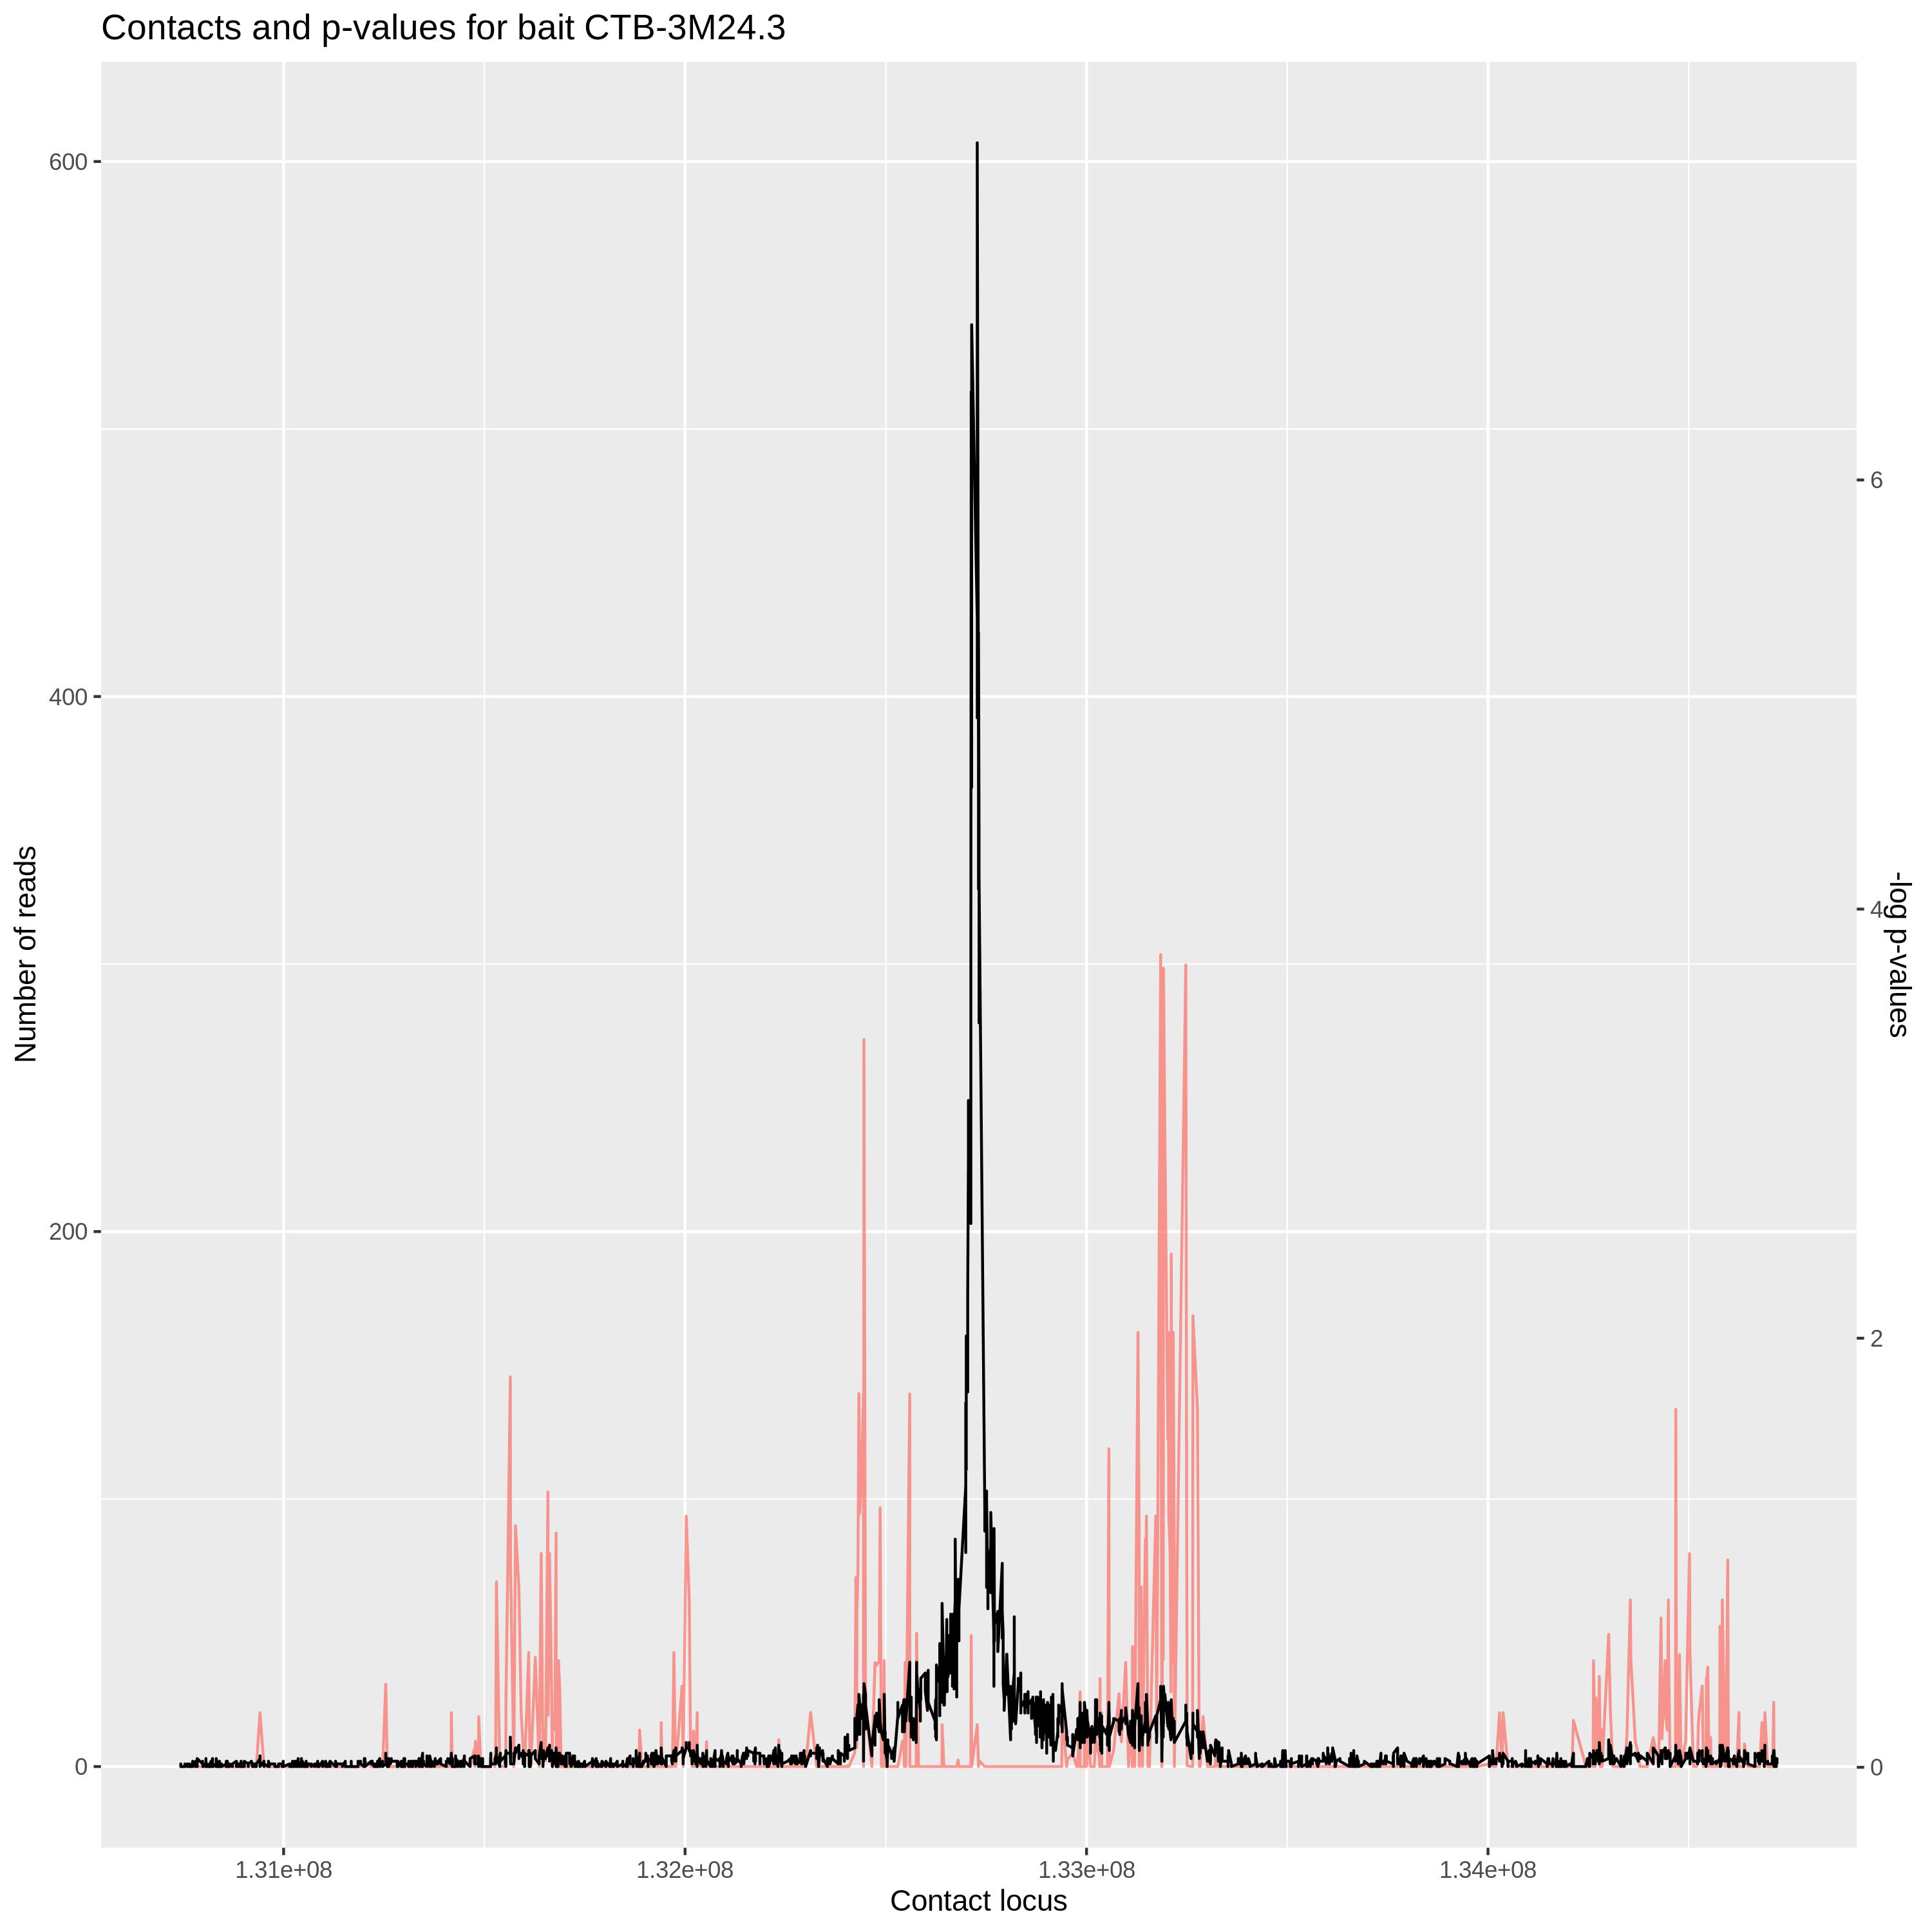 Contacts and p-values for bait CTB-3M24.3
600
400
200
0
Number of reads
6
4
2
0
-log p-values
1.31e+08
1.32e+08
1.33e+08
1.34e+08
Contact locus